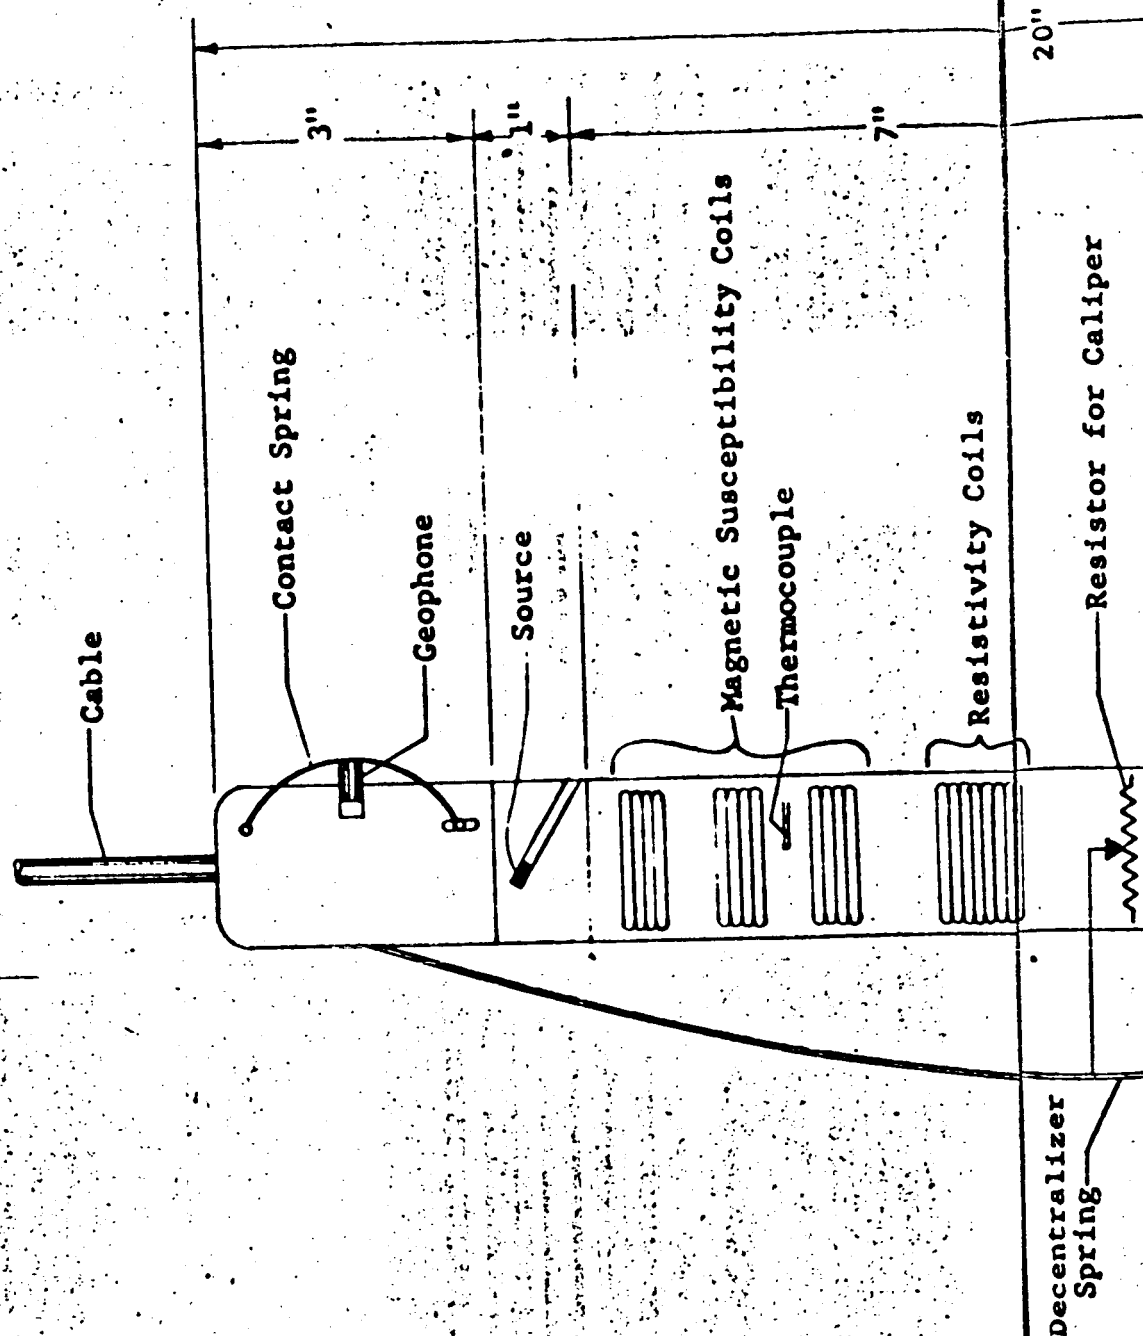 20"
3"
1"
7"
Cable
Contact Spring
Geophone
Source
Magnetic Susceptibility Coils
Thermocouple
Resistivity Coils
Resistor for Caliper
Decentralizer
Spring